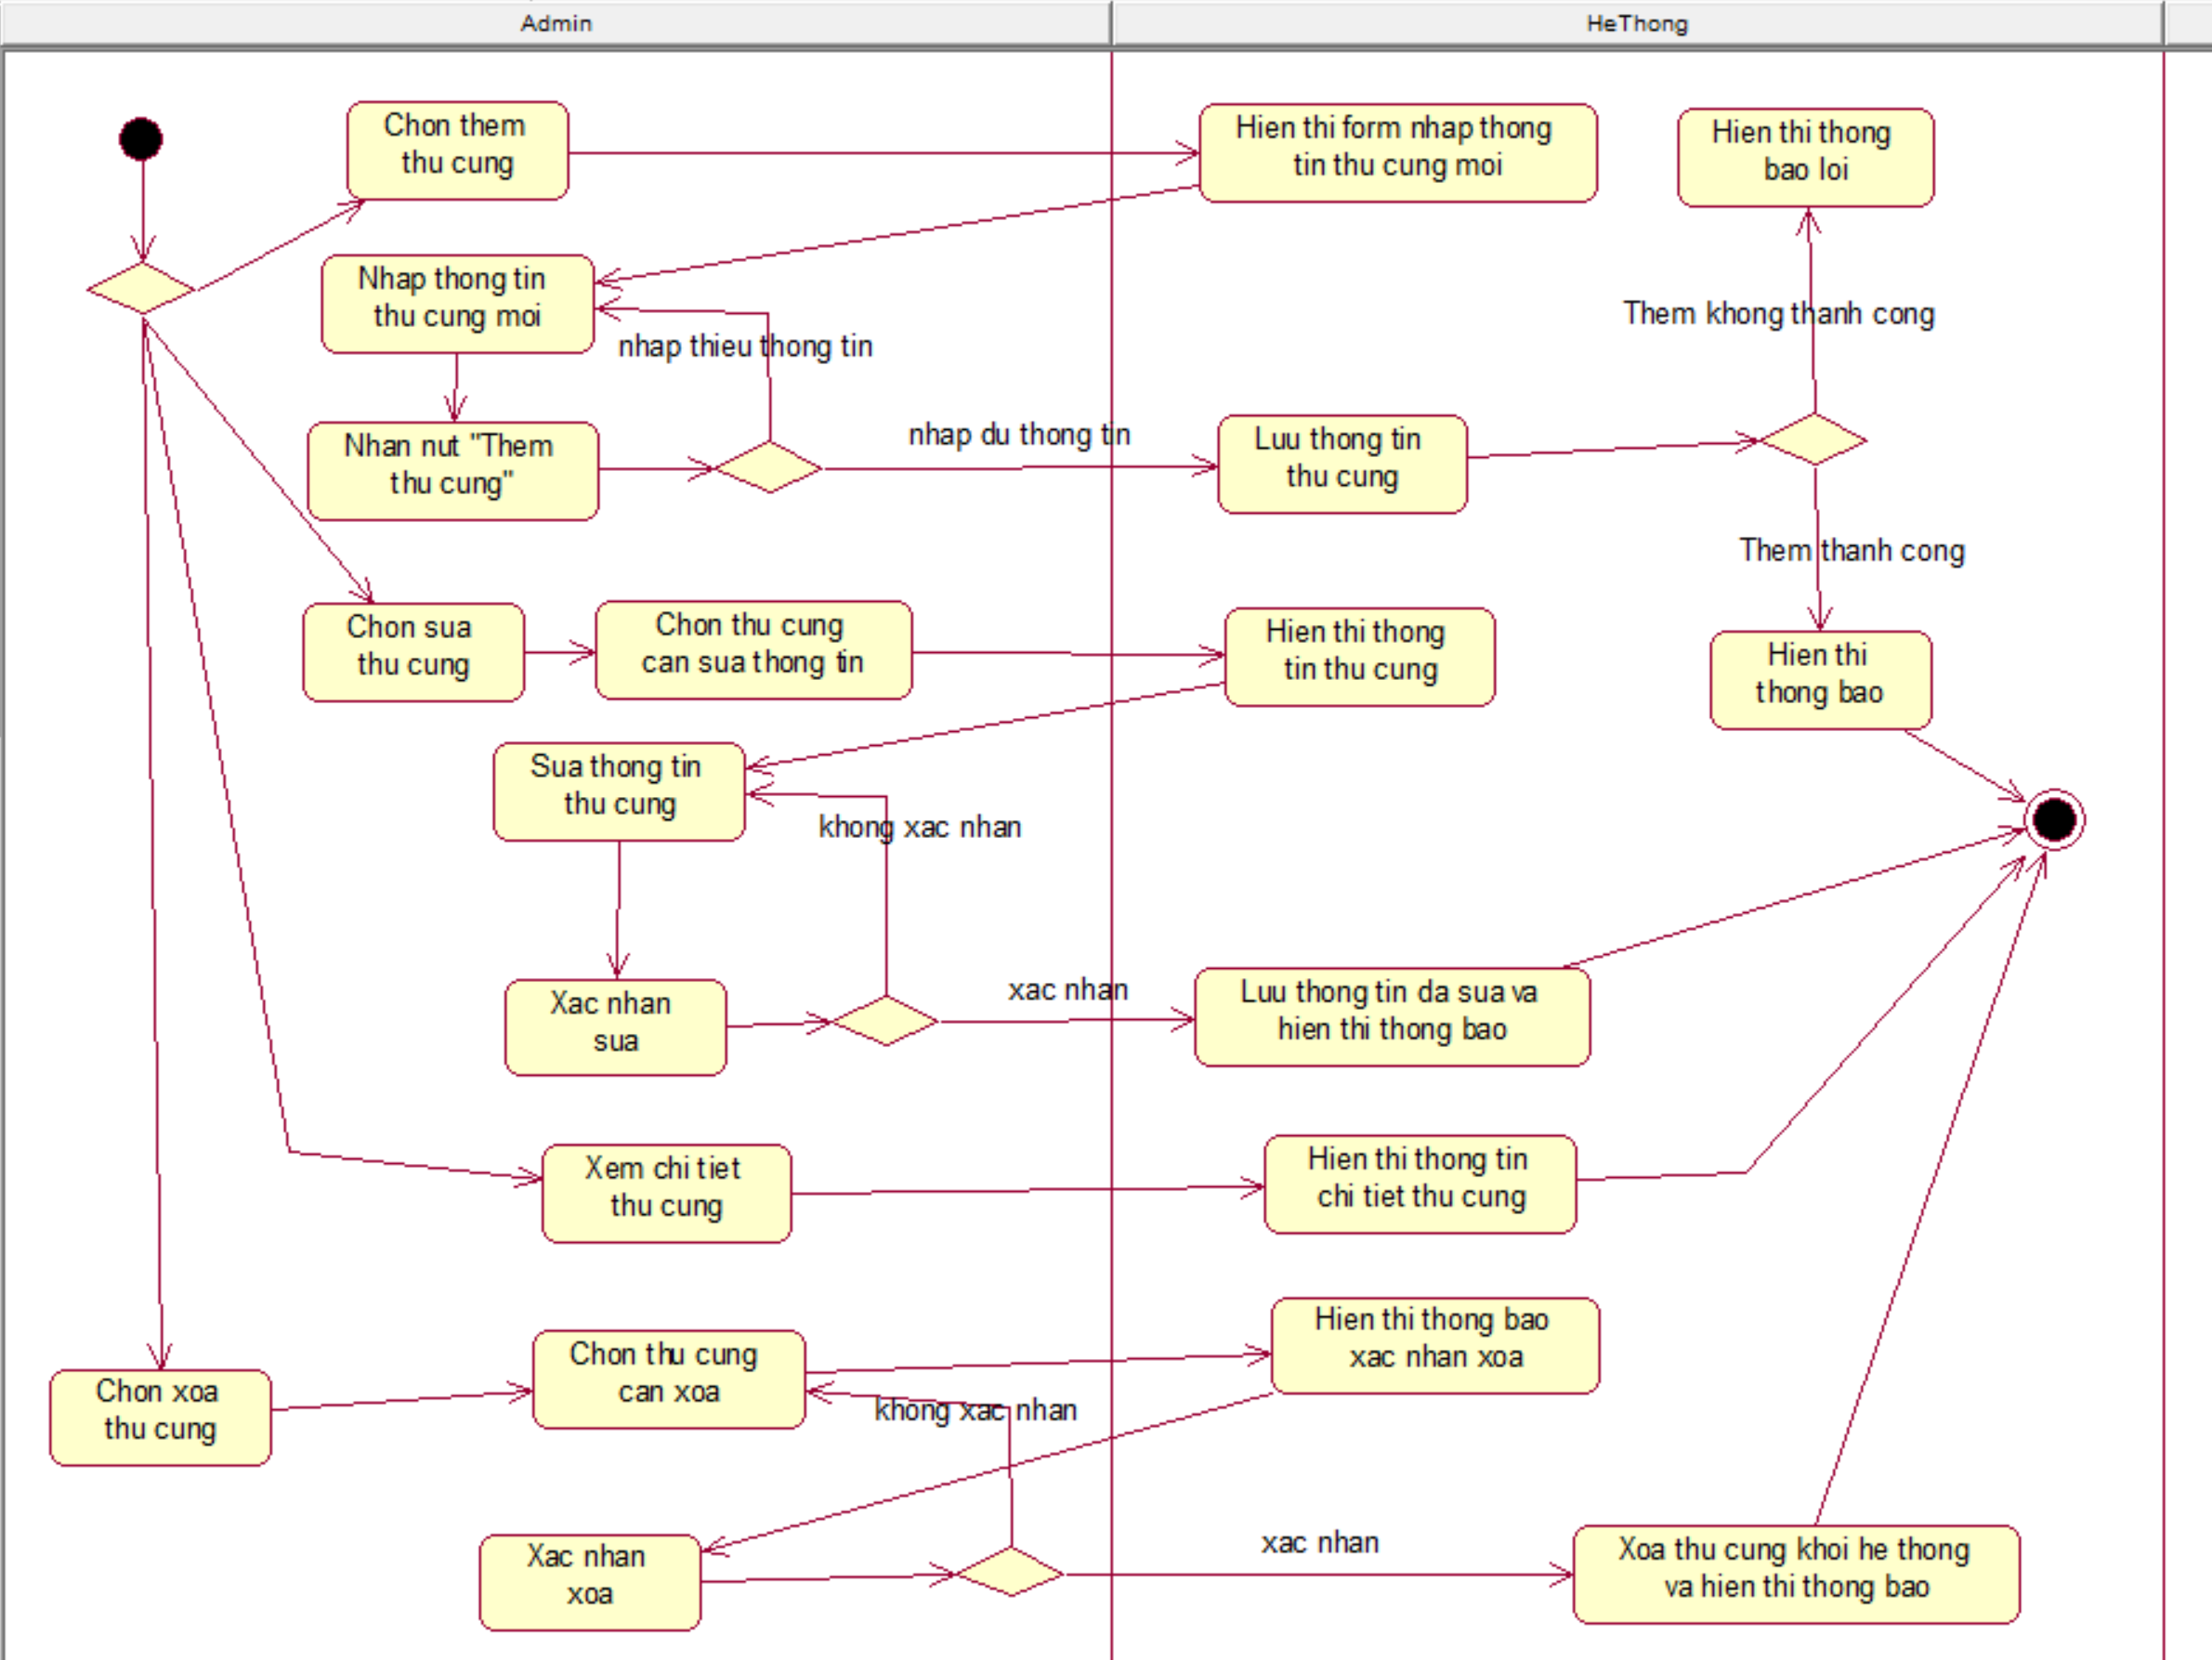 Admin
HeThong
Chon them
thu cung
Hien thi form nhap thong
tin thu cung moi
Hien thi thong
bao loi
Nhap thong tin
thu cung moi
nhap thieu thong tin
Them khong thanh cong
Nhan nut "Them
thu cung"
nhap du thong tin
Luu thong tin
thu cung
Them thanh cong
Chon sua
thu cung
Chon thu cung
can sua thong tin
Hien thi thong
tin thu cung
Hien thi
thong bao
Sua thong tin
thu cung
khong xac nhan
Xac nhan
sua
xac nhan
Luu thong tin da sua va
hien thi thong bao
Xem chi tiet
thu cung
Hien thi thong tin
chi tiet thu cung
Chon xoa
thu cung
Chon thu cung
can xoa
Hien thi thong bao
xac nhan xoa
khong xac nhan
Xac nhan
xoa
xac nhan
Xoa thu cung khoi he thong
va hien thi thong bao